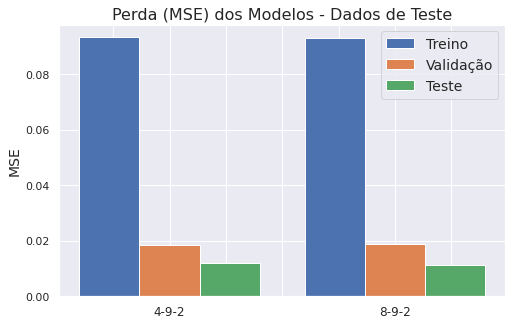 Perda (MSE) dos Modelos - Dados de Teste
Treino
Validação
Teste
MSE
0.08
0.06
0.04
0.02
0.00
4-9-2
8-9-2